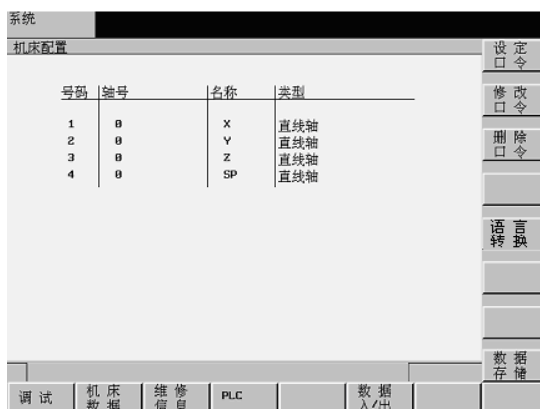 系统
机床配置
号码 轴号 名称 类型
1 0 X 直线轴
2 0 Y 直线轴
3 0 Z 直线轴
4 0 SP 直线轴
设定
口令
修改
口令
删除
口令
语言
转换
数据
存储
调试
机床
数据
维修
信息
PLC
数据
入/出